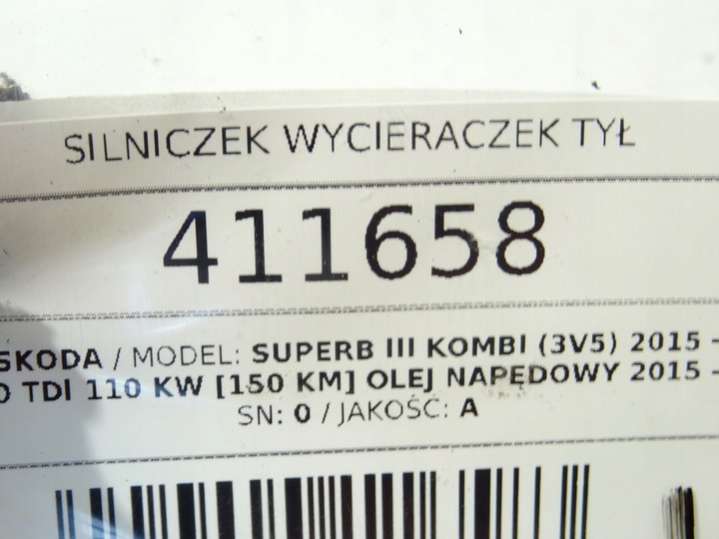 SILNICZEK WYCIERACZEK TYŁ
411658
SKODA / MODEL: SUPERB III KOMBI (3V5) 2015 -
0 TDI 110 KW [150 KM] OLEJ NAPĘDOWY 2015 -
SN: 0 / JAKOŚĆ: A